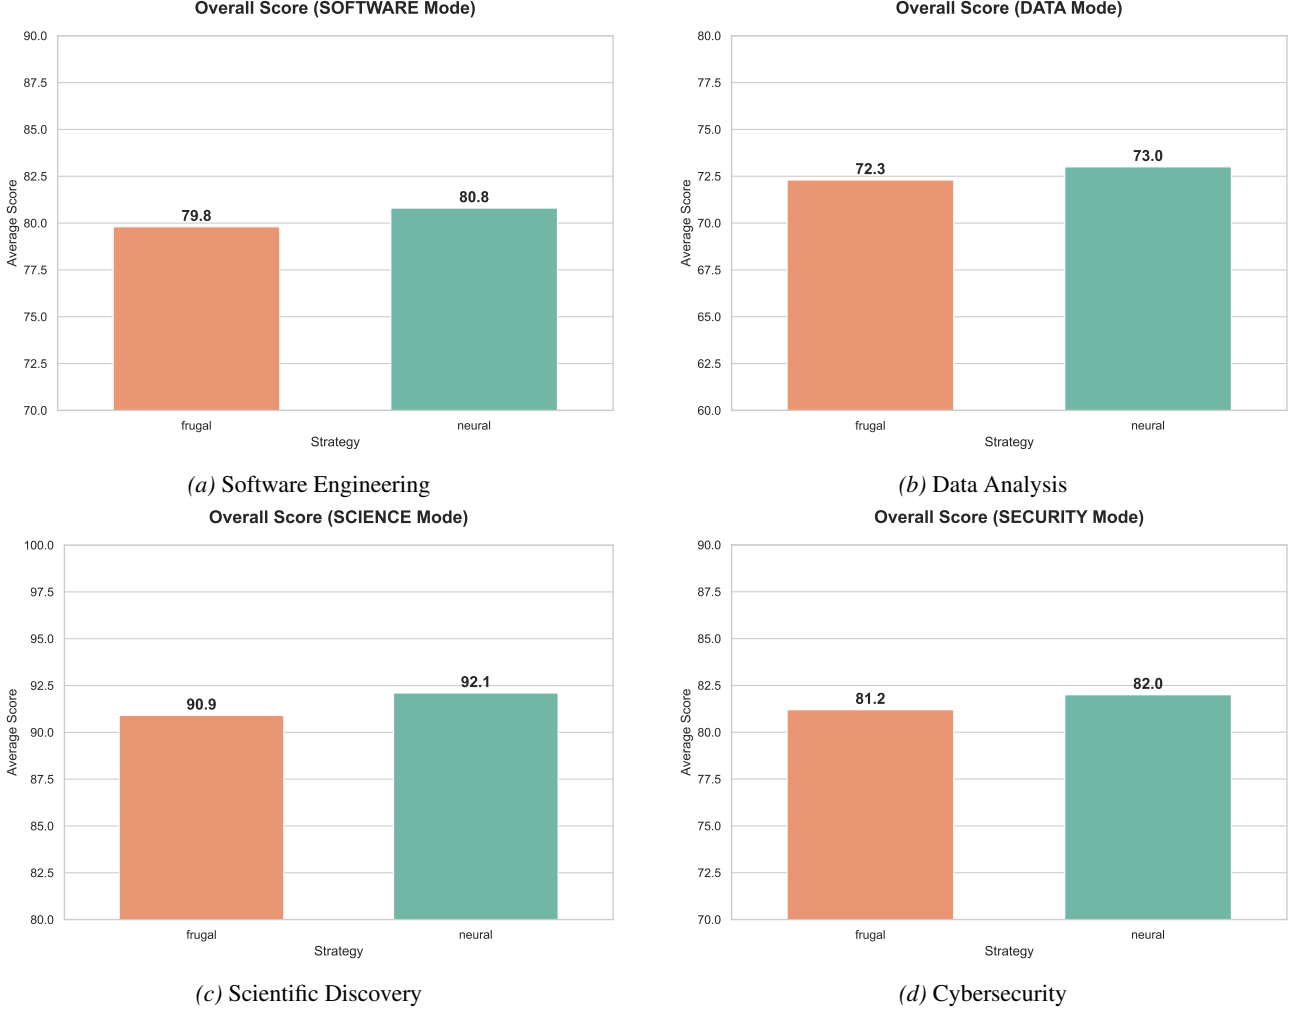 Overall Score (SOFTWARE Mode)
90.0
87.5
85.0
82.5
80.0
77.5
75.0
72.5
70.0
Average Score
79.8
80.8
frugal
neural
Strategy
(a) Software Engineering
Overall Score (DATA Mode)
80.0
77.5
75.0
72.5
70.0
67.5
65.0
62.5
60.0
Average Score
72.3
73.0
frugal
neural
Strategy
(b) Data Analysis
Overall Score (SCIENCE Mode)
100.0
97.5
95.0
92.5
90.0
87.5
85.0
82.5
80.0
Average Score
90.9
92.1
frugal
neural
Strategy
(c) Scientific Discovery
Overall Score (SECURITY Mode)
90.0
87.5
85.0
82.5
80.0
77.5
75.0
72.5
70.0
Average Score
81.2
82.0
frugal
neural
Strategy
(d) Cybersecurity